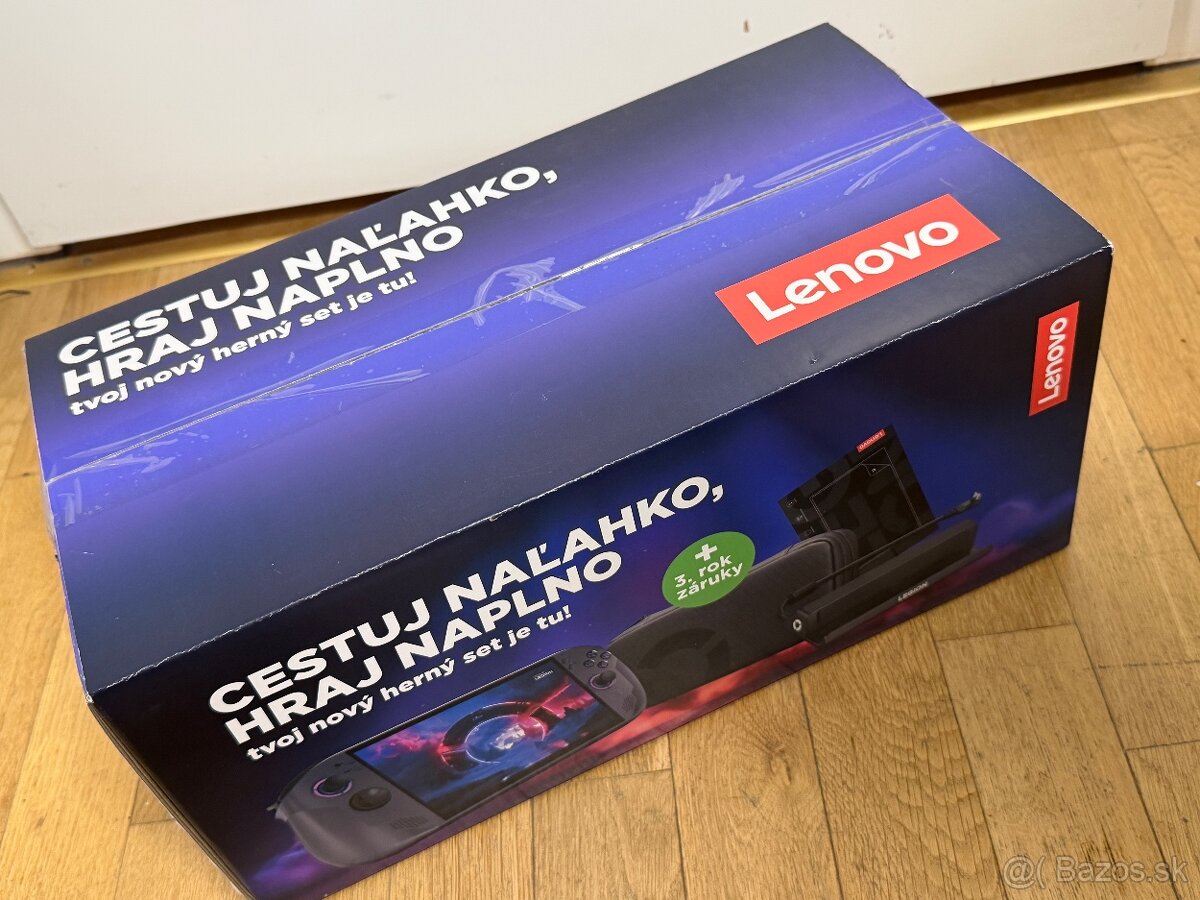 CESTUJ NAĽAHKO,
HRAJ NAPLNO
tvoj nový herný set je tu!
Lenovo
Lenovo
CESTUJ NAĽAHKO,
HRAJ NAPLNO
tvoj nový herný set je tu!
+
3. rok
záruky
LEGION
@( Bazos.sk